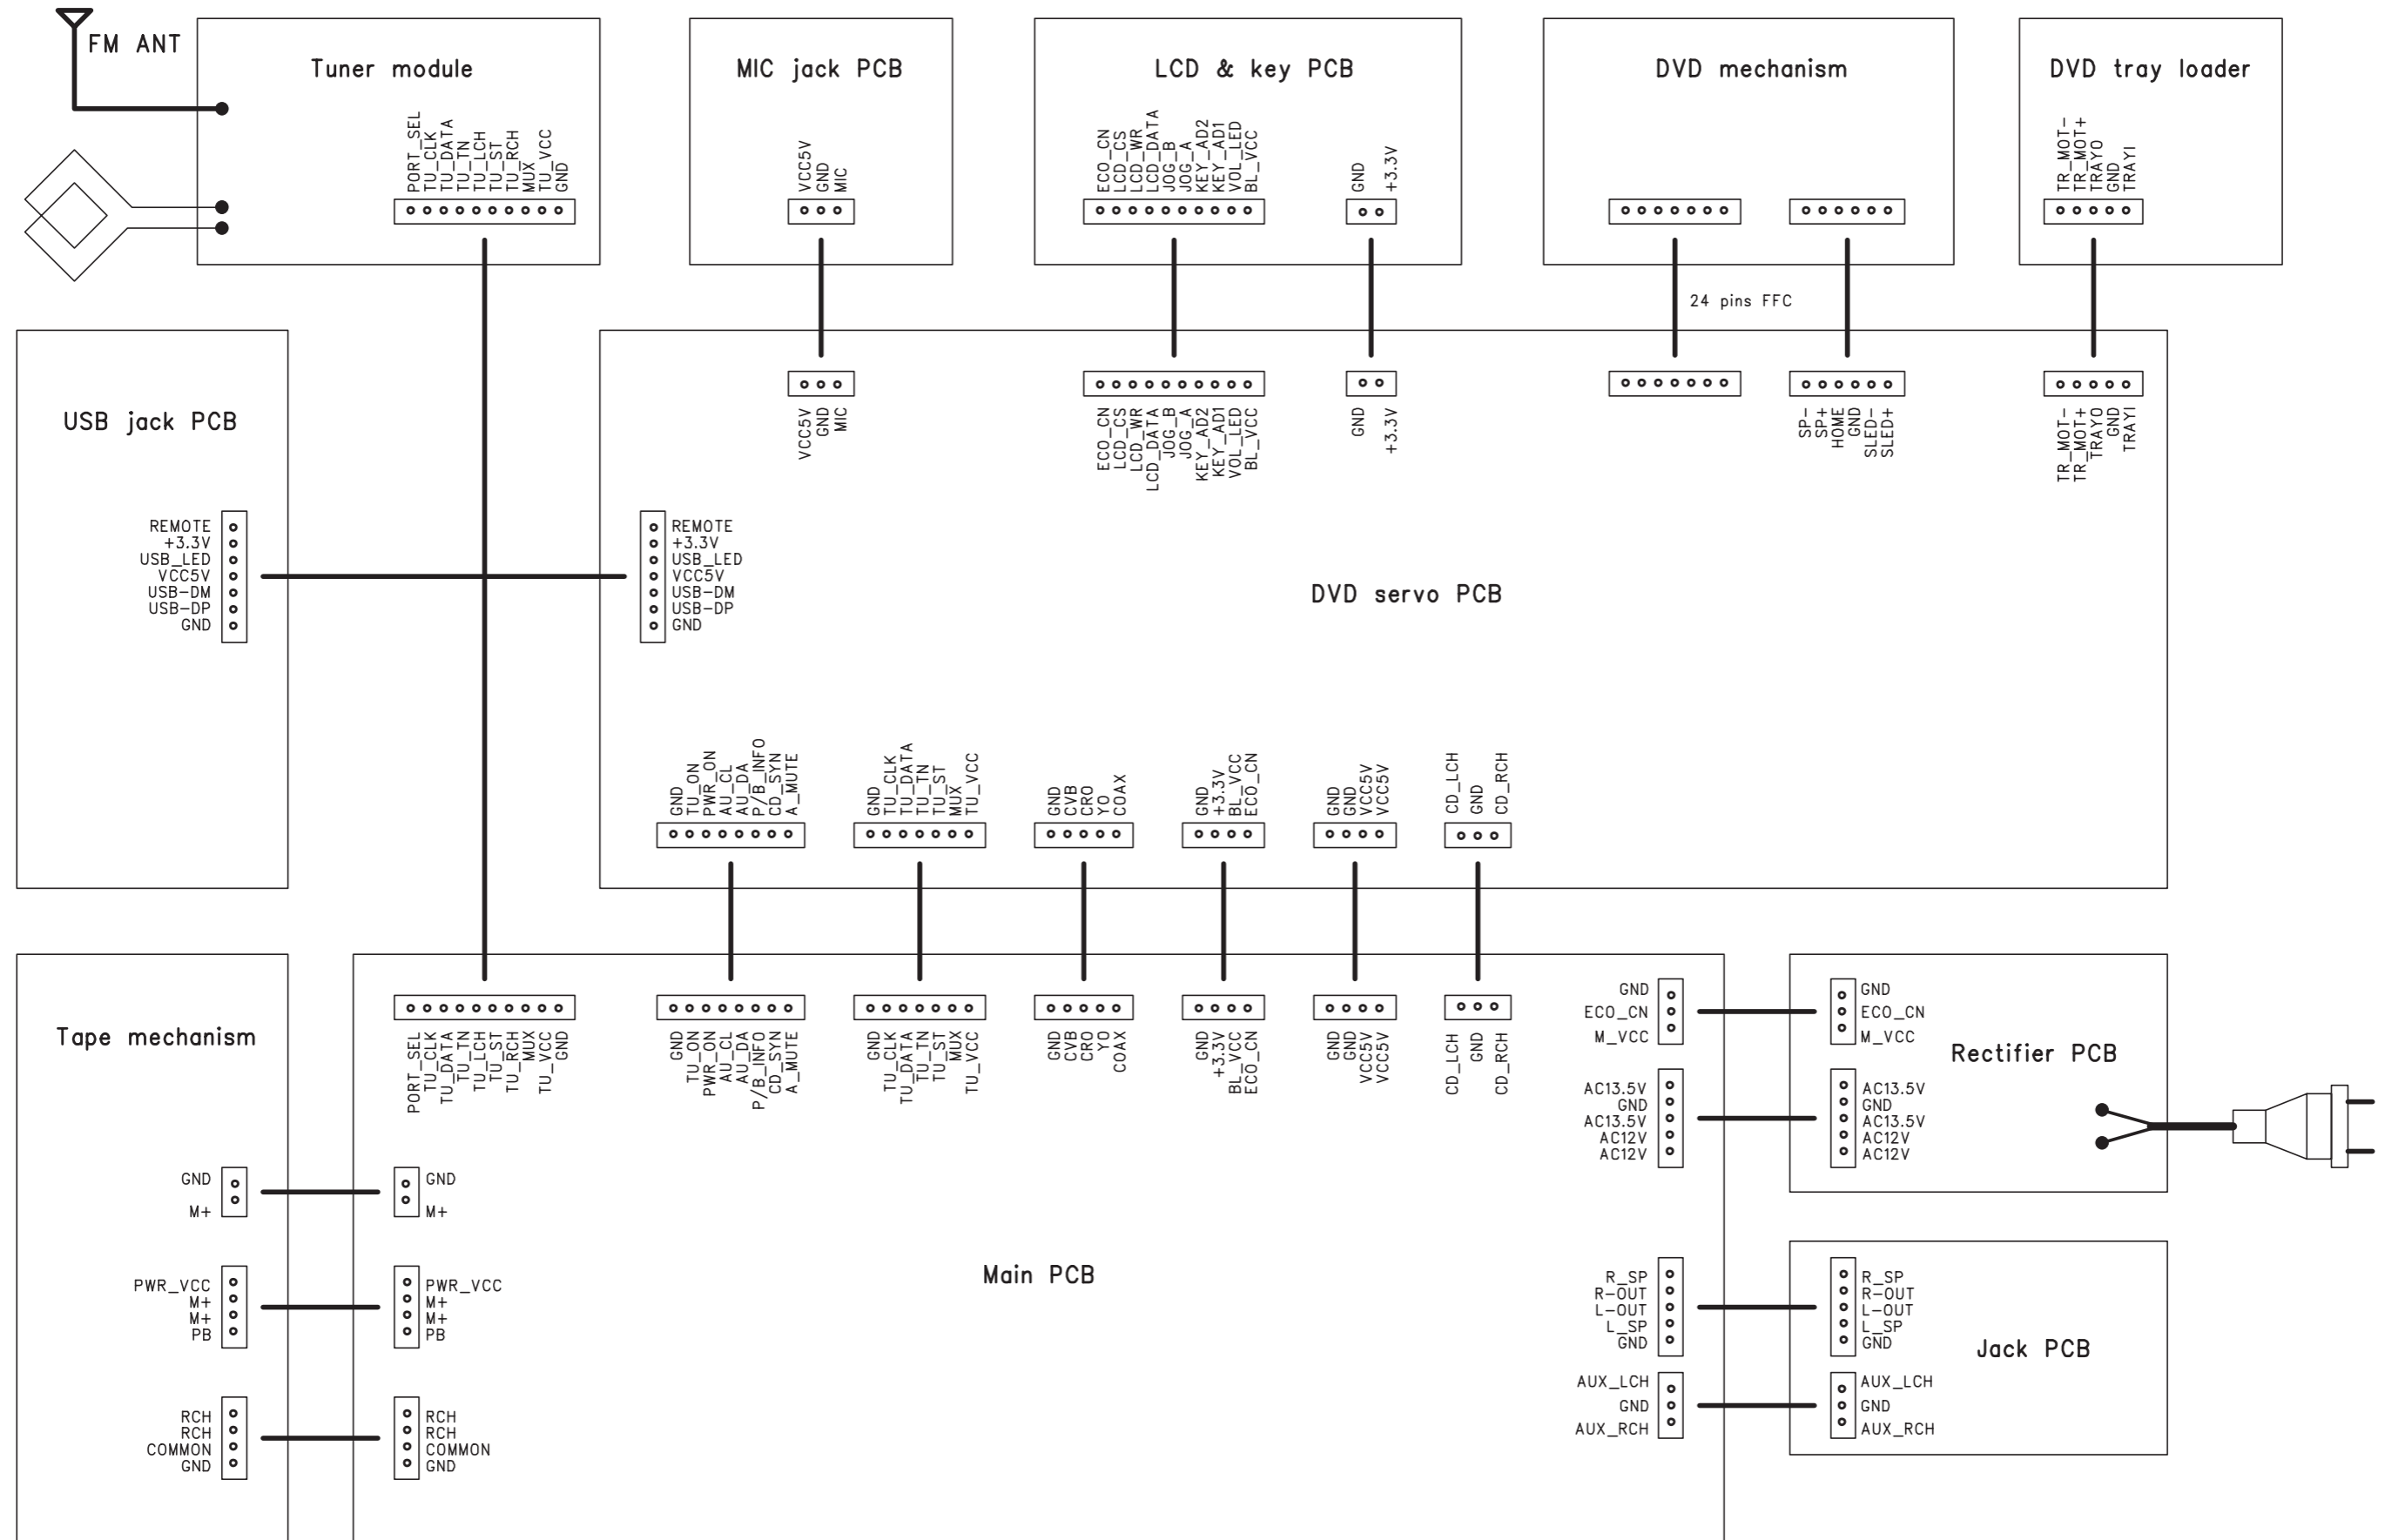 FM ANT
Tuner module
PORT_SEL
TU_CLK
TU_DATA
TU_TN
TU_LCH
TU_ST
TU_RCH
MUX
TU_VCC
GND
MIC jack PCB
VCC5V
GND
MIC
LCD & key PCB
ECO_CN
LCD_CS
LCD_WR
LCD_DATA
JOG_B
JOG_A
KEY_AD2
KEY_AD1
VOL_LED
BL_VCC
GND
+3.3V
DVD mechanism
DVD tray loader
TR_MOT-
TR_MOT+
TRAYO
GND
TRAYI
24 pins FFC
USB jack PCB
REMOTE
+3.3V
USB_LED
VCC5V
USB-DM
USB-DP
GND
VCC5V
GND
MIC
ECO_CN
LCD_CS
LCD_WR
LCD_DATA
JOG_B
JOG_A
KEY_AD2
KEY_AD1
VOL_LED
BL_VCC
GND
+3.3V
SP-
SP+
HOME
GND
SLED-
SLED+
TR_MOT-
TR_MOT+
TRAYO
GND
TRAYI
REMOTE
+3.3V
USB_LED
VCC5V
USB-DM
USB-DP
GND
DVD servo PCB
GND
TU_ON
PWR_ON
AU_CL
AU_DA
P/B_INFO
CD_SYN
A_MUTE
GND
TU_CLK
TU_DATA
TU_TN
TU_ST
MUX
TU_VCC
GND
CVB
CRO
YO
COAX
GND
+3.3V
BL_VCC
ECO_CN
GND
GND
VCC5V
VCC5V
CD_LCH
GND
CD_RCH
Tape mechanism
GND
M+
PWR_VCC
M+
M+
PB
RCH
RCH
COMMON
GND
PORT_SEL
TU_CLK
TU_DATA
TU_TN
TU_LCH
TU_ST
TU_RCH
MUX
TU_VCC
GND
GND
TU_ON
PWR_ON
AU_CL
AU_DA
P/B_INFO
CD_SYN
A_MUTE
GND
TU_CLK
TU_DATA
TU_TN
TU_ST
MUX
TU_VCC
GND
CVB
CRO
YO
COAX
GND
+3.3V
BL_VCC
ECO_CN
GND
GND
VCC5V
VCC5V
CD_LCH
GND
CD_RCH
GND
M+
PWR_VCC
M+
M+
PB
RCH
RCH
COMMON
GND
Main PCB
GND
ECO_CN
M_VCC
AC13.5V
GND
AC13.5V
AC12V
AC12V
R_SP
R-OUT
L-OUT
L_SP
GND
AUX_LCH
GND
AUX_RCH
GND
ECO_CN
M_VCC
Rectifier PCB
AC13.5V
GND
AC13.5V
AC12V
AC12V
R_SP
R-OUT
L-OUT
L_SP
GND
Jack PCB
AUX_LCH
GND
AUX_RCH